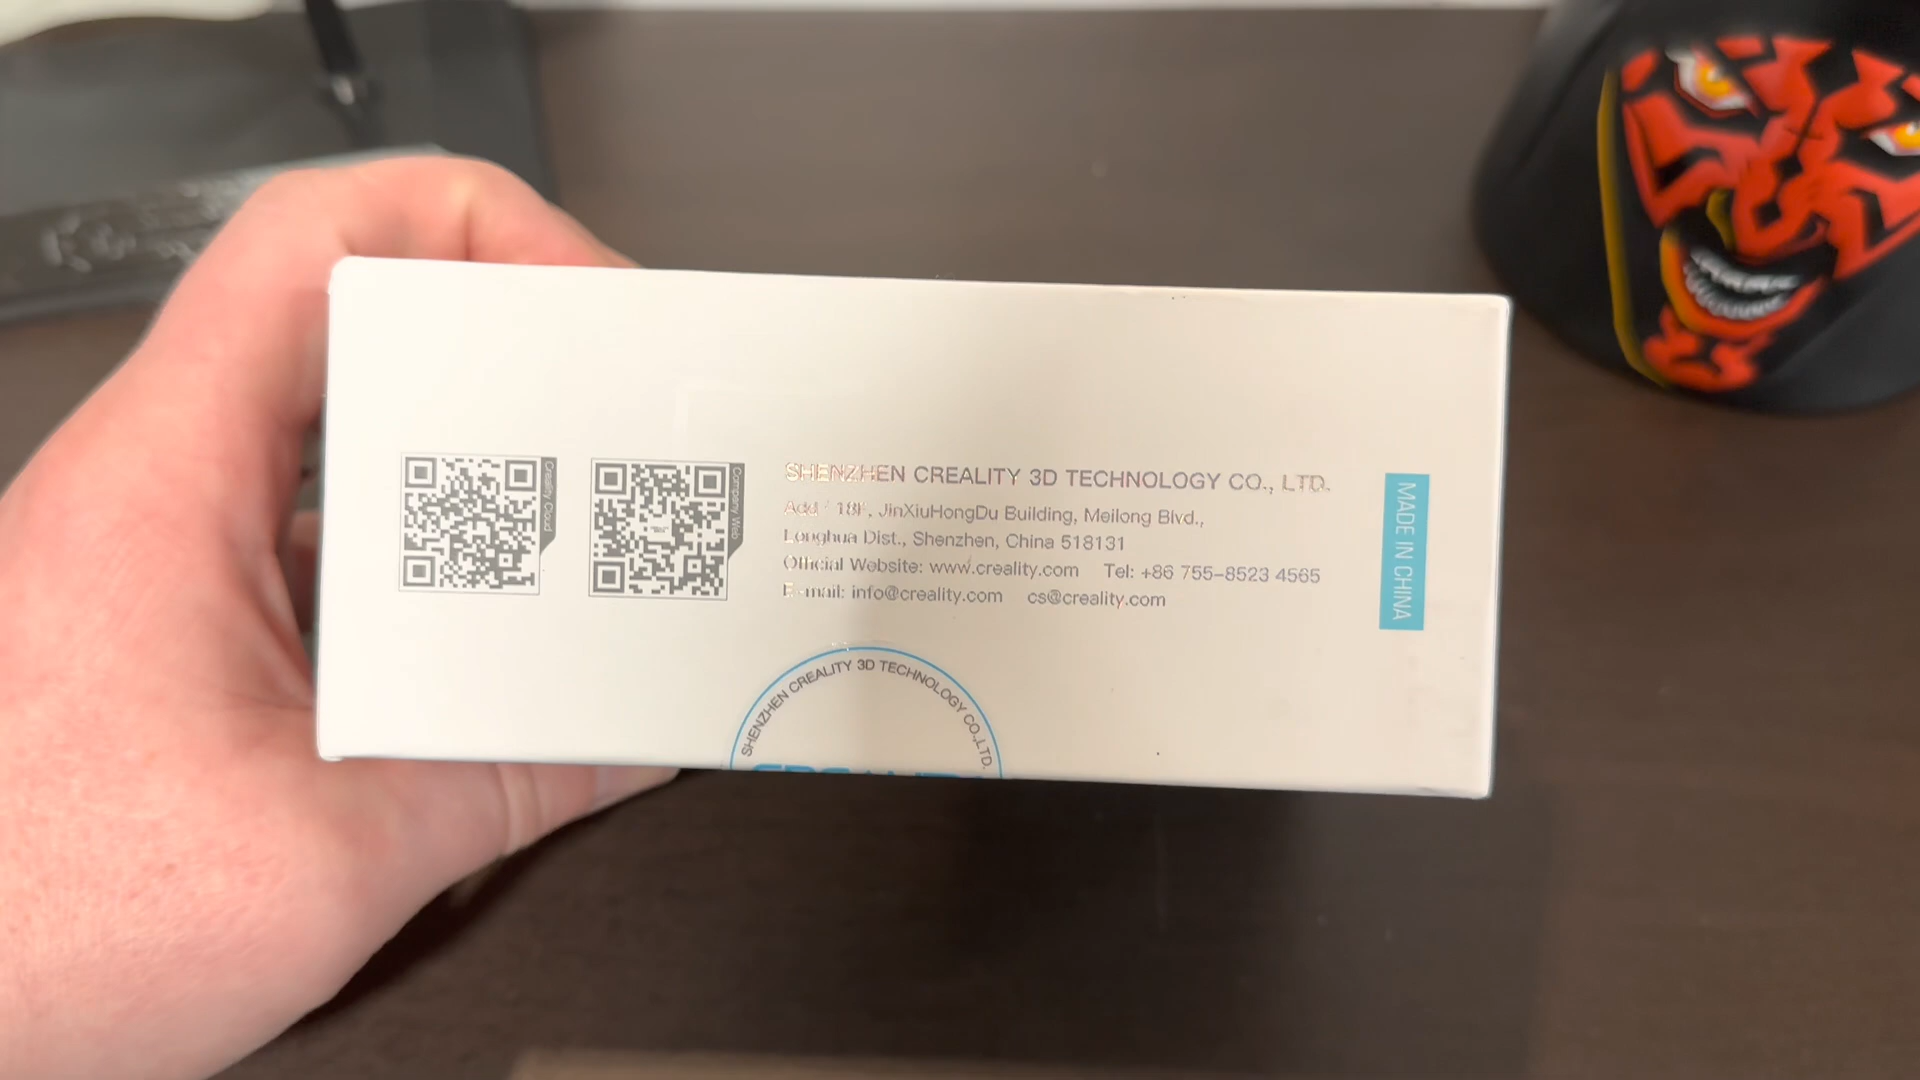 Creality Cloud
Company Web
SHENZHEN CREALITY 3D TECHNOLOGY CO., LTD.
Add : 18F, JinXiuHongDu Building, Meilong Blvd.,
Longhua Dist., Shenzhen, China 518131
Official Website: www.creality.com Tel: +86 755-8523 4565
E-mail: info@creality.com cs@creality.com
MADE IN CHINA
SHENZHEN CREALITY 3D TECHNOLOGY CO.,LTD.